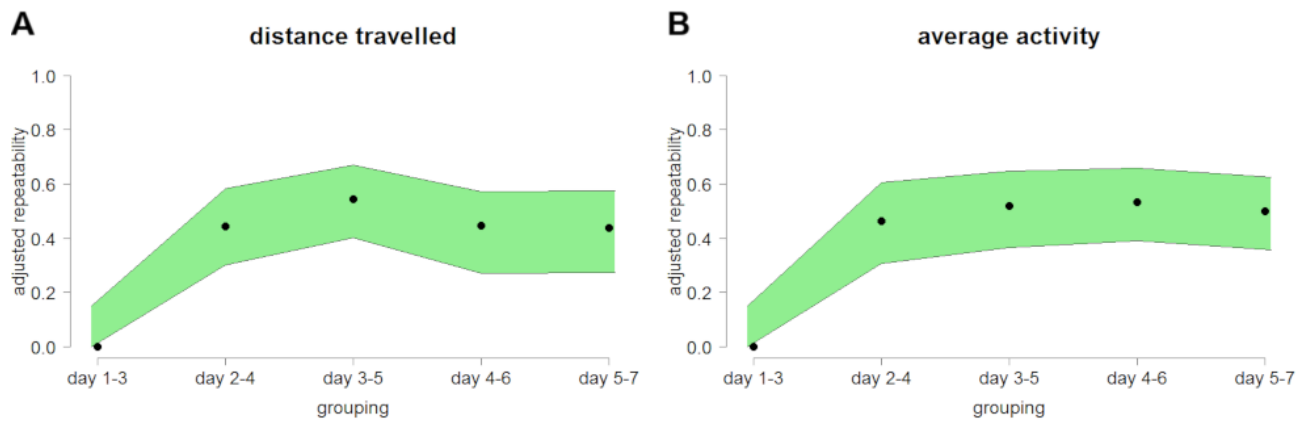 A
distance travelled
adjusted repeatability
1.0
0.8
0.6
0.4
0.2
0.0
day 1-3 day 2-4 day 3-5 day 4-6 day 5-7
grouping
B
average activity
adjusted repeatability
1.0
0.8
0.6
0.4
0.2
0.0
day 1-3 day 2-4 day 3-5 day 4-6 day 5-7
grouping